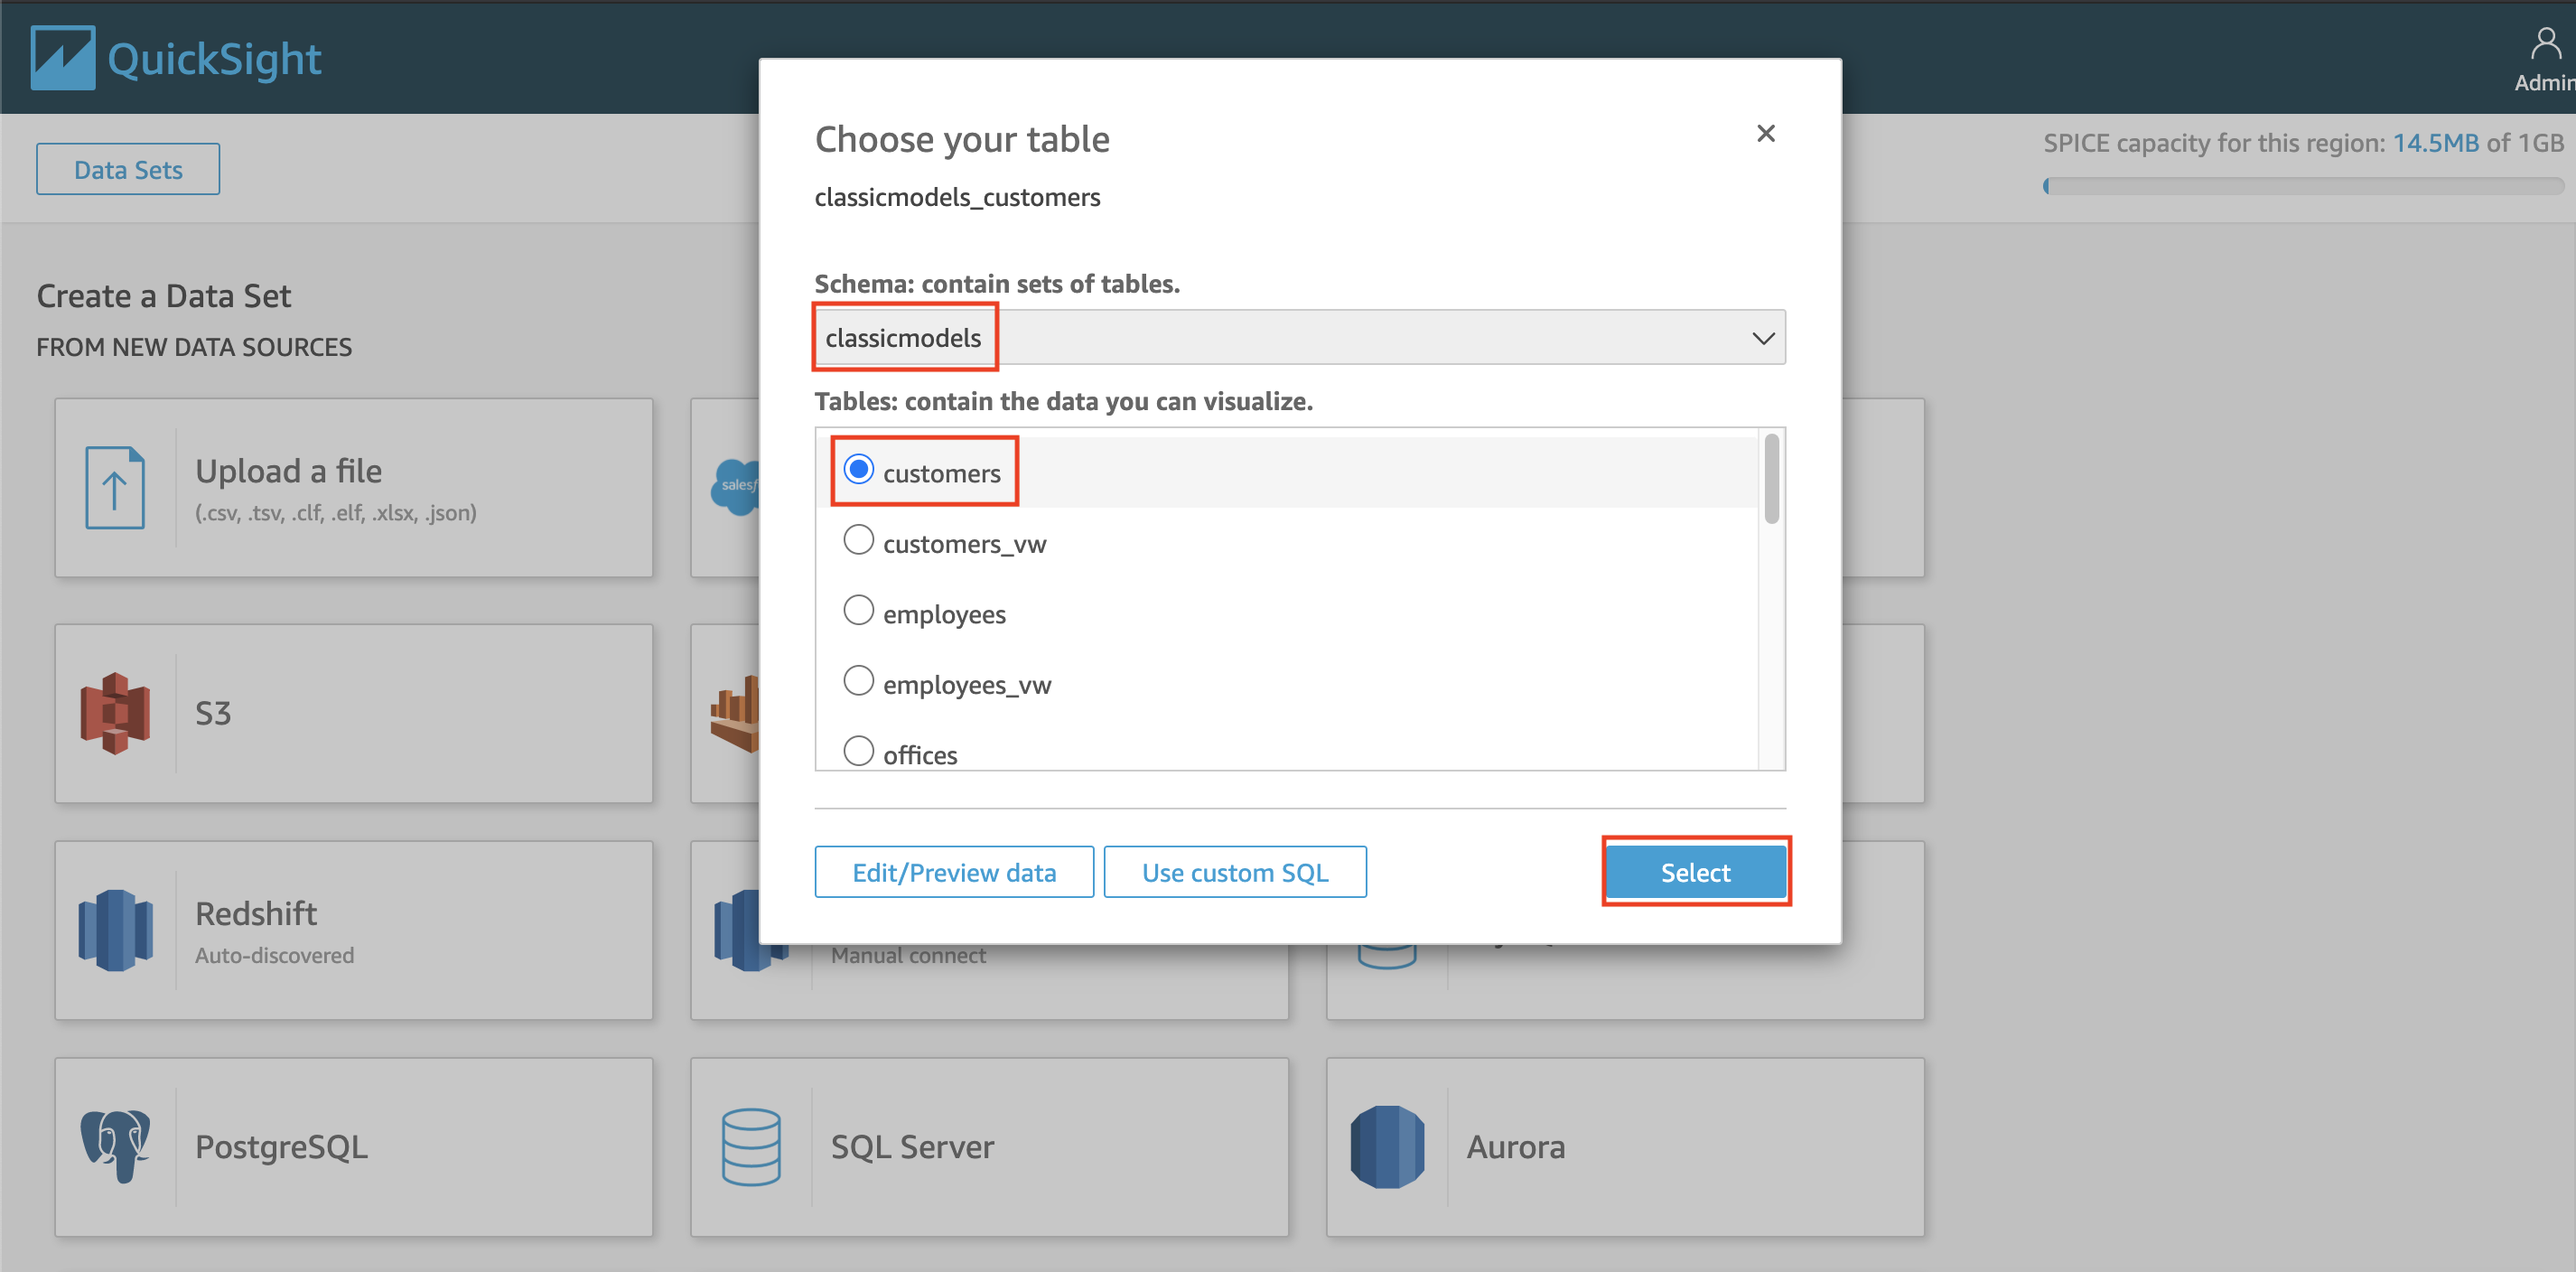 QuickSight
Admin
Data Sets
SPICE capacity for this region: 14.5MB of 1GB
Choose your table
classicmodels_customers
Schema: contain sets of tables.
classicmodels
Tables: contain the data you can visualize.
customers
customers_vw
employees
employees_vw
offices
Edit/Preview data
Use custom SQL
Select
Create a Data Set
FROM NEW DATA SOURCES
Upload a file
(.csv, .tsv, .clf, .elf, .xlsx, .json)
salesf
S3
Redshift
Auto-discovered
Manual connect
PostgreSQL
SQL Server
Aurora